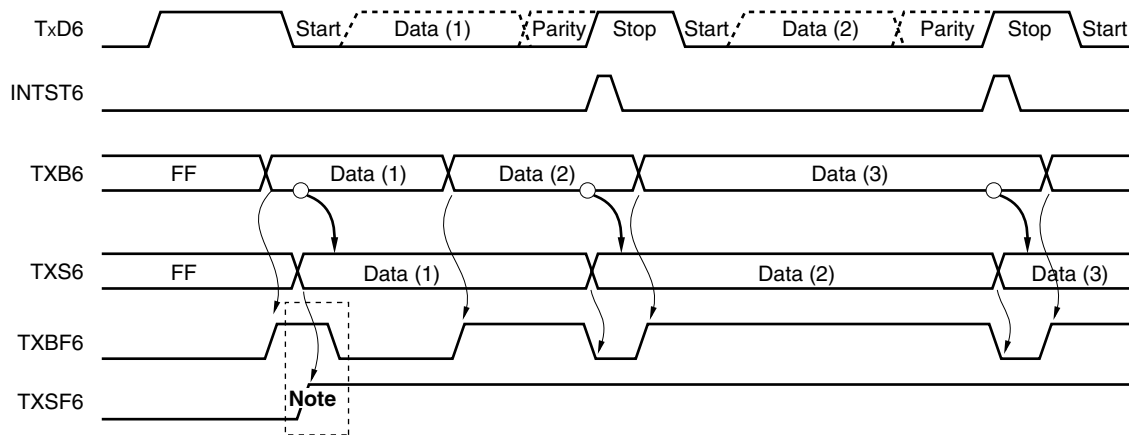 TxD6 Start Data (1) Parity Stop Start Data (2) Parity Stop Start
INTST6
TXB6 FF Data (1) Data (2) Data (3)
TXS6 FF Data (1) Data (2) Data (3)
TXBF6
TXSF6 Note